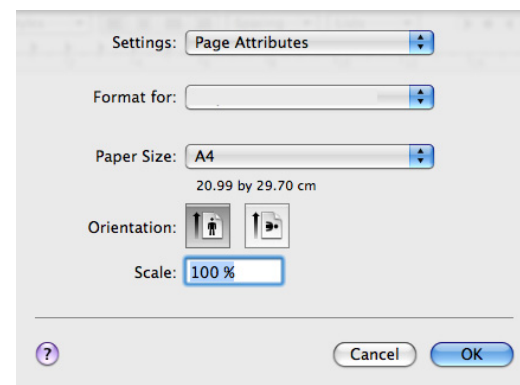 Settings: Page Attributes
Format for:
Paper Size: A4
20.99 by 29.70 cm
Orientation:
Scale: 100 %
? Cancel OK